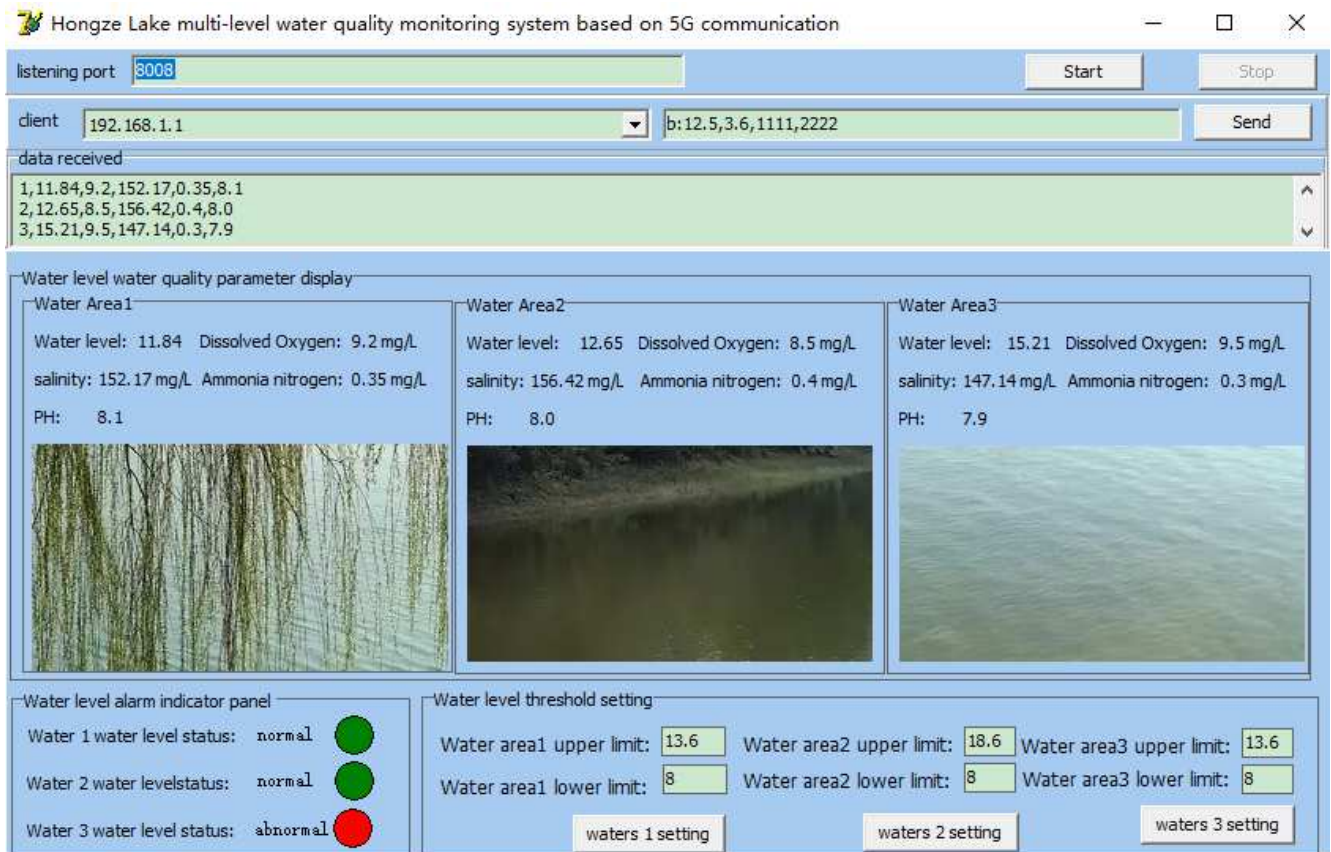 Hongze Lake multi-level water quality monitoring system based on 5G communication
listening port 8008 Start Stop
client 192.168.1.1 b:12.5,3.6,1111,2222 Send
data received
1,11.84,9.2,152.17,0.35,8.1
2,12.65,8.5,156.42,0.4,8.0
3,15.21,9.5,147.14,0.3,7.9
Water level water quality parameter display
Water Area1
Water level: 11.84 Dissolved Oxygen: 9.2 mg/L
salinity: 152.17 mg/L Ammonia nitrogen: 0.35 mg/L
PH: 8.1
Water Area2
Water level: 12.65 Dissolved Oxygen: 8.5 mg/L
salinity: 156.42 mg/L Ammonia nitrogen: 0.4 mg/L
PH: 8.0
Water Area3
Water level: 15.21 Dissolved Oxygen: 9.5 mg/L
salinity: 147.14 mg/L Ammonia nitrogen: 0.3 mg/L
PH: 7.9
Water level alarm indicator panel
Water 1 water level status: normal
Water 2 water levelstatus: normal
Water 3 water level status: abnormal
Water level threshold setting
Water area1 upper limit: 13.6 Water area2 upper limit: 18.6 Water area3 upper limit: 13.6
Water area1 lower limit: 8 Water area2 lower limit: 8 Water area3 lower limit: 8
waters 1 setting waters 2 setting waters 3 setting